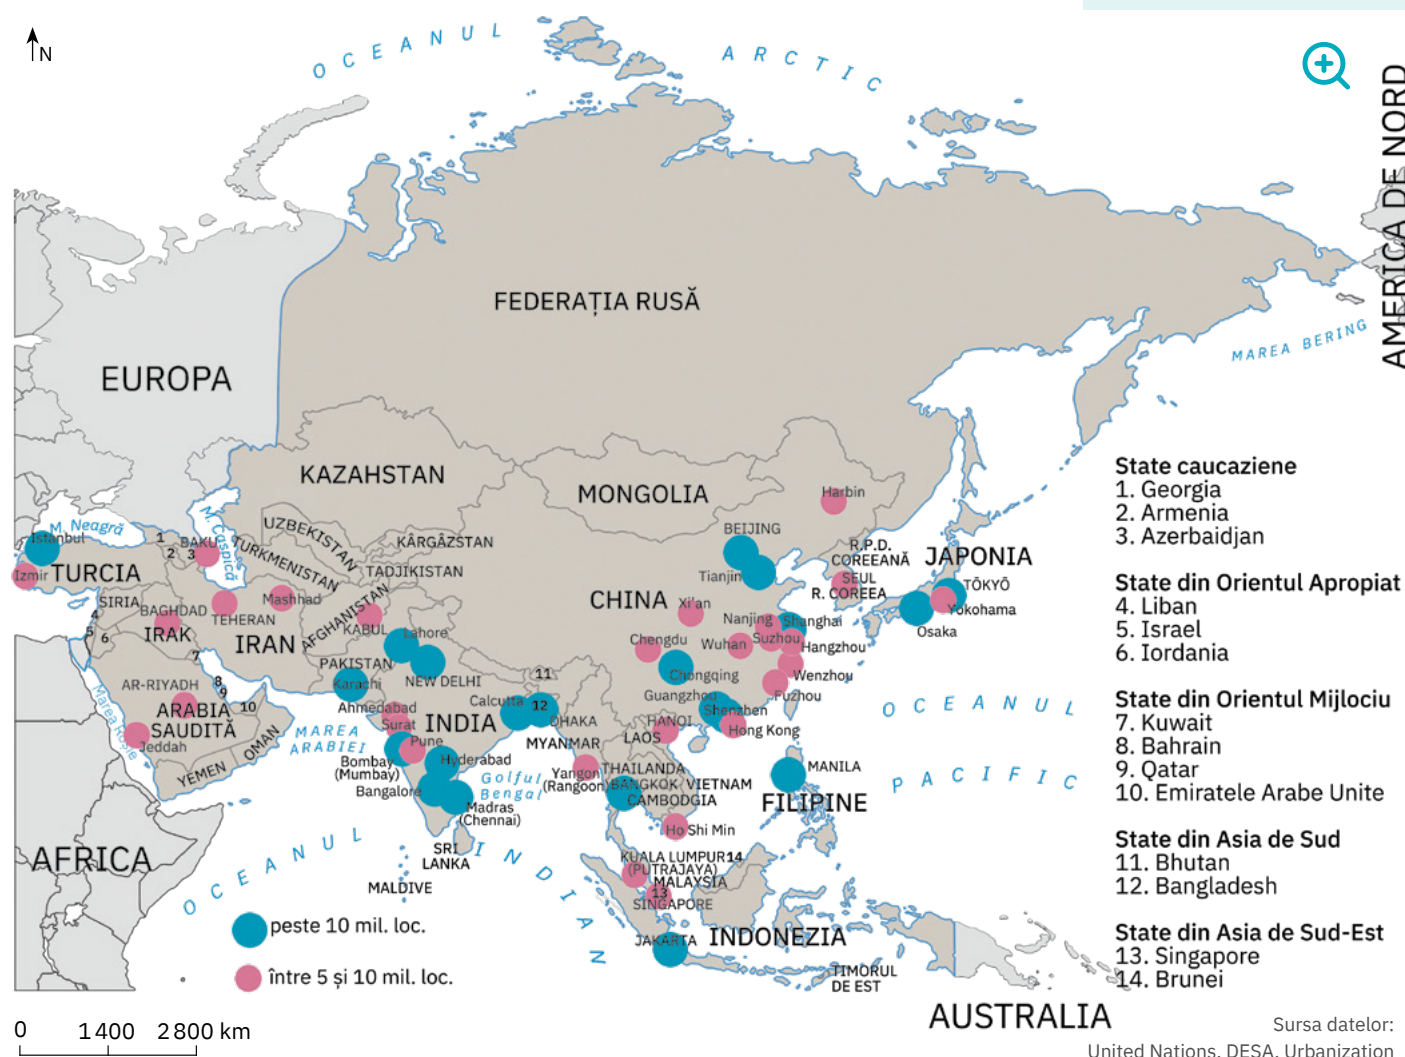 N
OCEANUL ARCTIC
AMERICA DE NORD
FEDERAȚIA RUSĂ
MAREA BERING
EUROPA
KAZAHSTAN
MONGOLIA
Harbin
M. Neagră
Istanbul
M. Caspică
UZBEKISTAN
KÂRGÂZSTAN
BEIJING
1
2
3
BAKU
TURKMENISTAN
TADJIKISTAN
Tianjin
R.P.D.
COREEANĂ
JAPONIA
Izmir
TURCIA
SEUL
R. COREEA
TŌKYŌ
Yokohama
Osaka
SIRIA
BAGHDAD
TEHERAN
Mashhad
AFGHANISTAN
KABUL
CHINA
Xi'an
Nanjing
Shanghai
4
5
6
IRAK
IRAN
Lahore
Chengdu
Wuhan
Suzhou
Hangzhou
7
PAKISTAN
NEW DELHI
11
Chongqing
Wenzhou
AR-RIYADH
8
9
10
Karachi
Calcutta
12
Guangzhou
Fuzhou
Marea Roșie
ARABIA
SAUDITĂ
Jeddah
OMAN
YEMEN
MAREA
ARABIEI
Ahmedabad
Surat
INDIA
DHAKA
HANOI
Shenzhen
Hong Kong
OCEANUL
PACIFIC
Pune
MYANMAR
LAOS
Bombay
(Mumbay)
Hyderabad
Yangon
(Rangoon)
THAILANDA
MANILA
Bangalore
Golful
Bengal
BANGKOK
VIETNAM
CAMBODGIA
FILIPINE
Madras
(Chennai)
Ho Shi Min
SRI
LANKA
MALDIVE
AFRICA
OCEANUL INDIAN
KUALA LUMPUR
14
(PUTRAJAYA)
MALAYSIA
13
SINGAPORE
JAKARTA
INDONEZIA
TIMORUL
DE EST
AUSTRALIA
peste 10 mil. loc.
între 5 și 10 mil. loc.
0 1400 2800 km
State caucaziene
1. Georgia
2. Armenia
3. Azerbaidjan
State din Orientul Apropiat
4. Liban
5. Israel
6. Iordania
State din Orientul Mijlociu
7. Kuwait
8. Bahrain
9. Qatar
10. Emiratele Arabe Unite
State din Asia de Sud
11. Bhutan
12. Bangladesh
State din Asia de Sud-Est
13. Singapore
14. Brunei
Sursa datelor:
United Nations, DESA, Urbanization